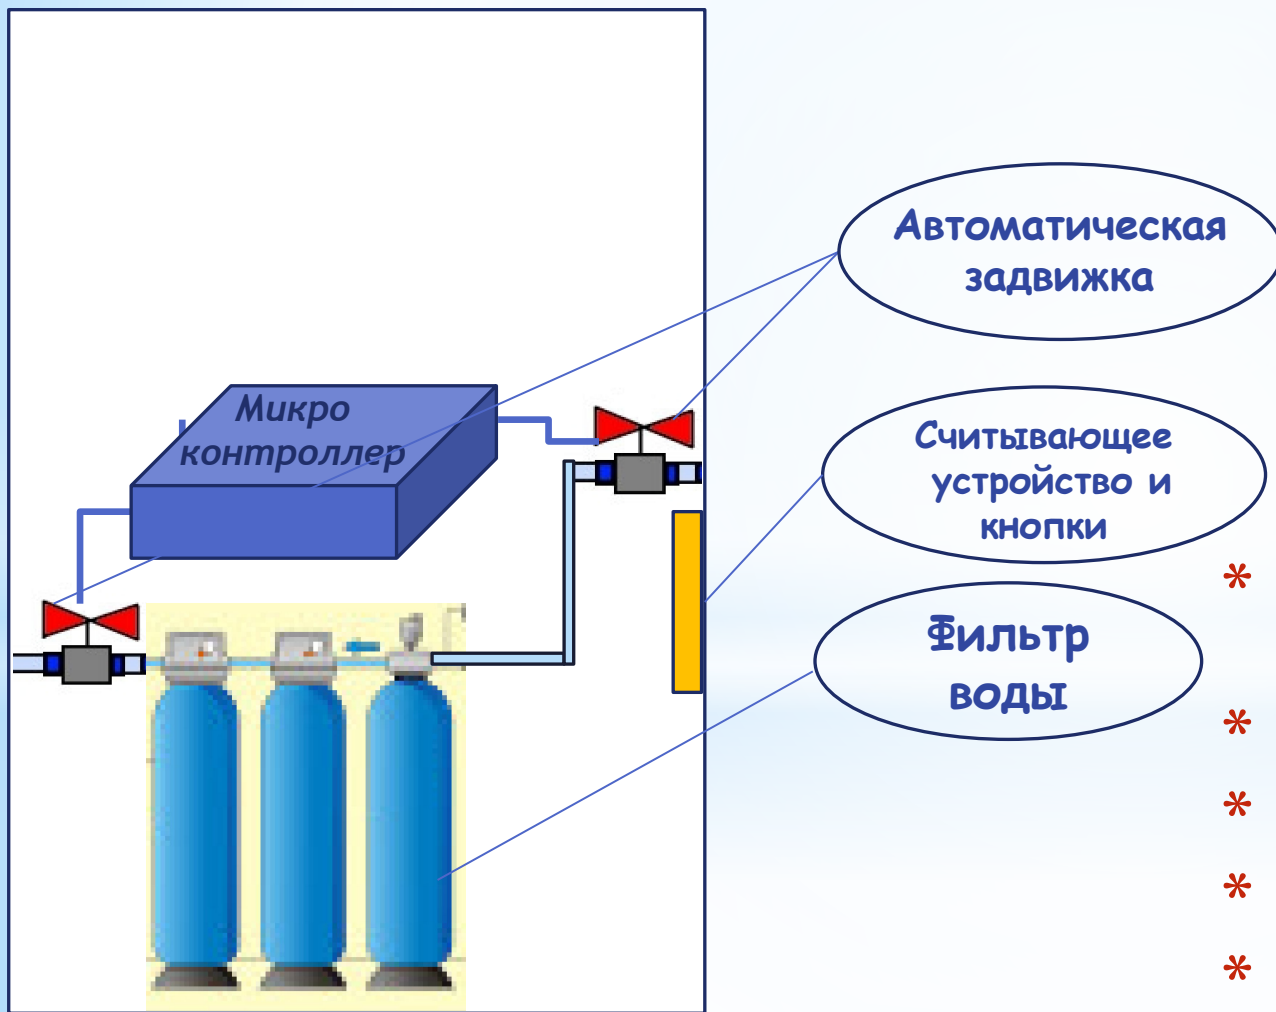 Автоматическая
задвижка
Микро
контроллер
Считывающее
устройство и
кнопки
*
Фильтр
воды
*
*
*
*